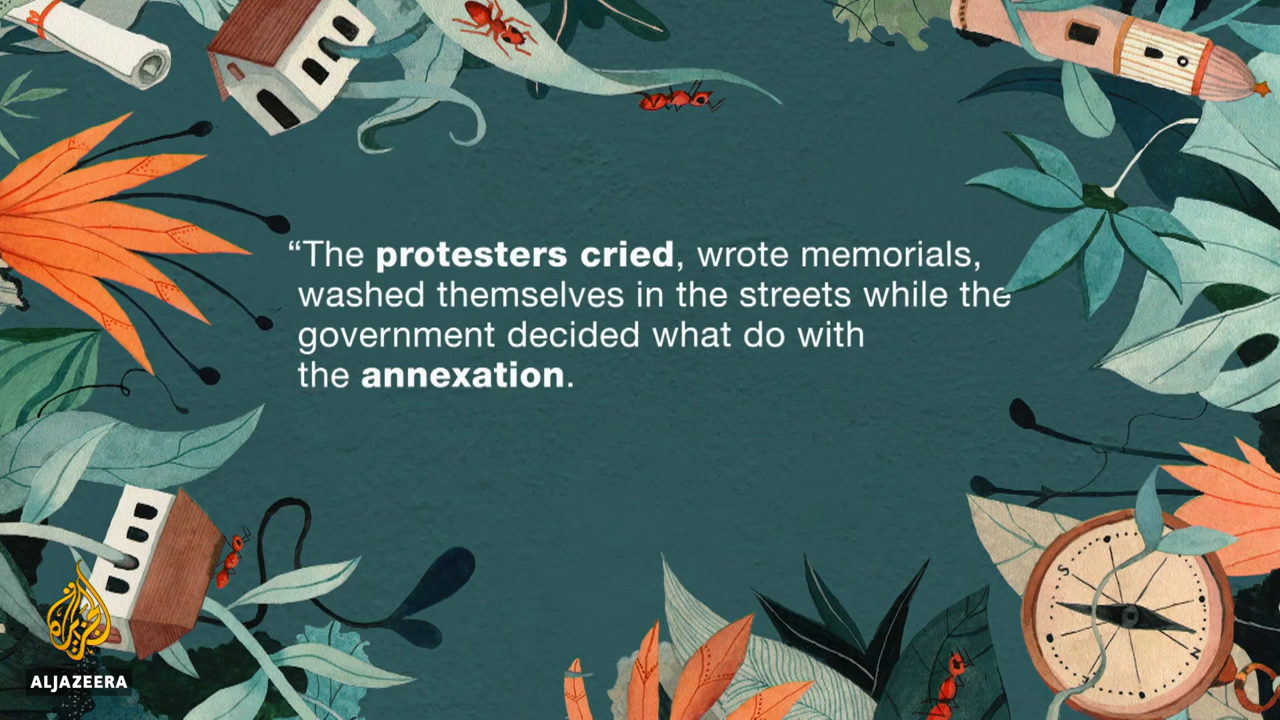 “The protesters cried, wrote memorials,
washed themselves in the streets while the
government decided what do with
the annexation.
S
N
ALJAZEERA